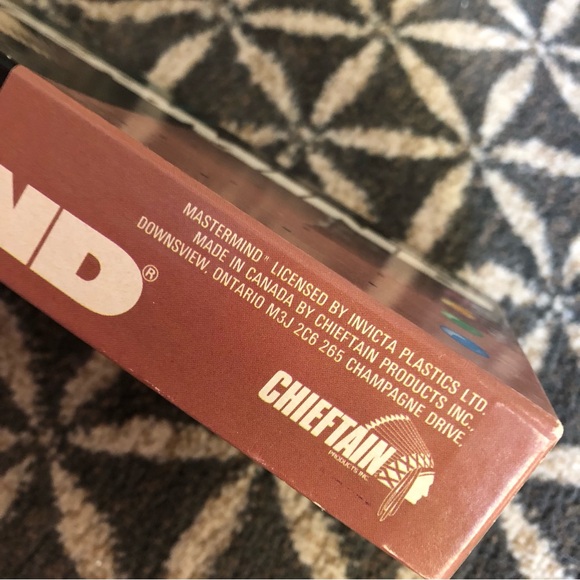 ND®
MASTERMIND® LICENSED BY INVICTA PLASTICS LTD.
MADE IN CANADA BY CHIEFTAIN PRODUCTS INC.,
DOWNSVIEW, ONTARIO M3J 2C6 265 CHAMPAGNE DRIVE
CHIEFTAIN
PRODUCTS INC.